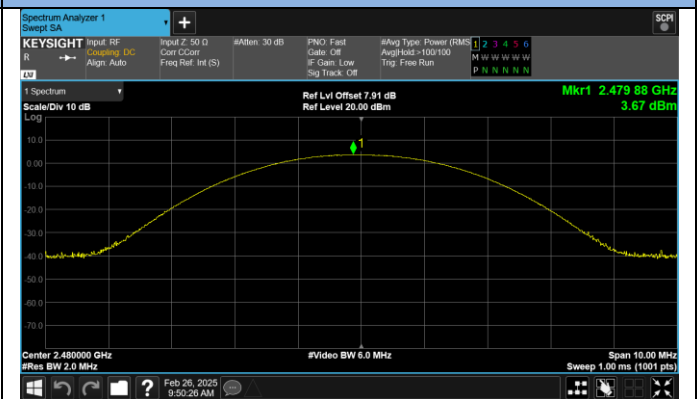 Spectrum Analyzer 1
Swept SA
+
SCPI
KEYSIGHT
R
LW
Input: RF
Coupling: DC
Align: Auto
Input Z: 50 Ω
Corr CCorr
Freq Ref: Int (S)
#Atten: 30 dB
PNO: Fast
Gate: Off
IF Gain: Low
Sig Track: Off
#Avg Type: Power (RMS
Avg|Hold:>100/100
Trig: Free Run
1 2 3 4 5 6
M W W W W W
P N N N N N
1 Spectrum
Scale/Div 10 dB
Log
Ref Lvl Offset 7.91 dB
Ref Level 20.00 dBm
Mkr1 2.479 88 GHz
3.67 dBm
1
10.0
0.00
-10.0
-20.0
-30.0
-40.0
-50.0
-60.0
-70.0
Center 2.480000 GHz
#Res BW 2.0 MHz
#Video BW 6.0 MHz
Span 10.00 MHz
Sweep 1.00 ms (1001 pts)
?
Feb 26, 2025
9:50:26 AM